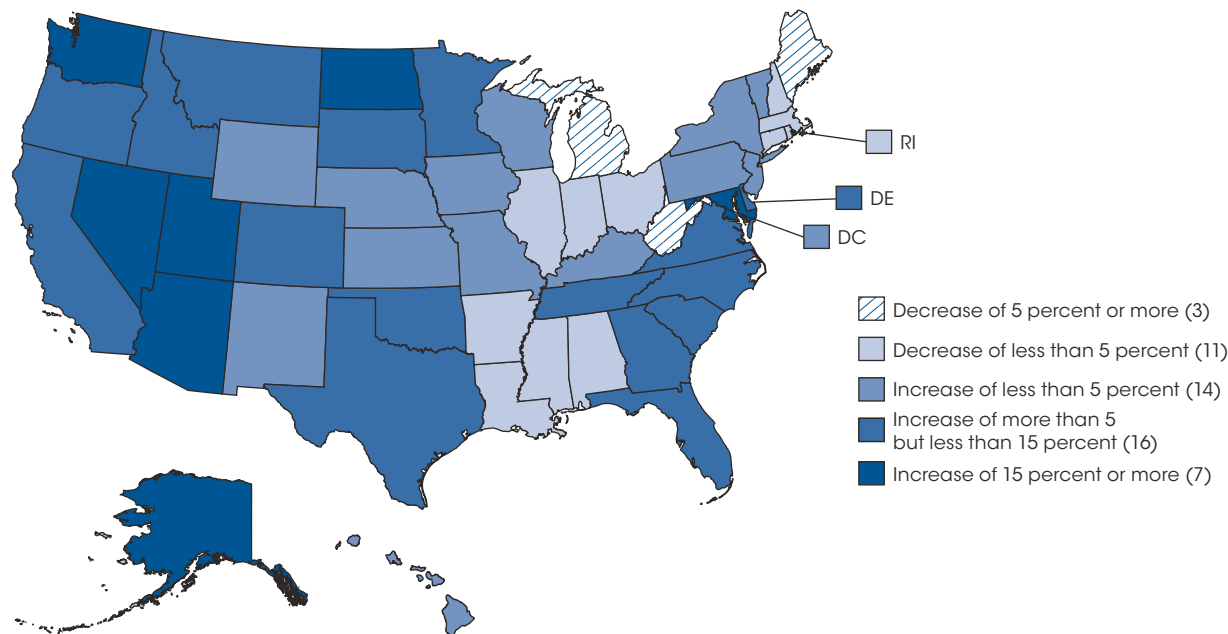 RI
DE
DC
Decrease of 5 percent or more (3)
Decrease of less than 5 percent (11)
Increase of less than 5 percent (14)
Increase of more than 5
but less than 15 percent (16)
Increase of 15 percent or more (7)